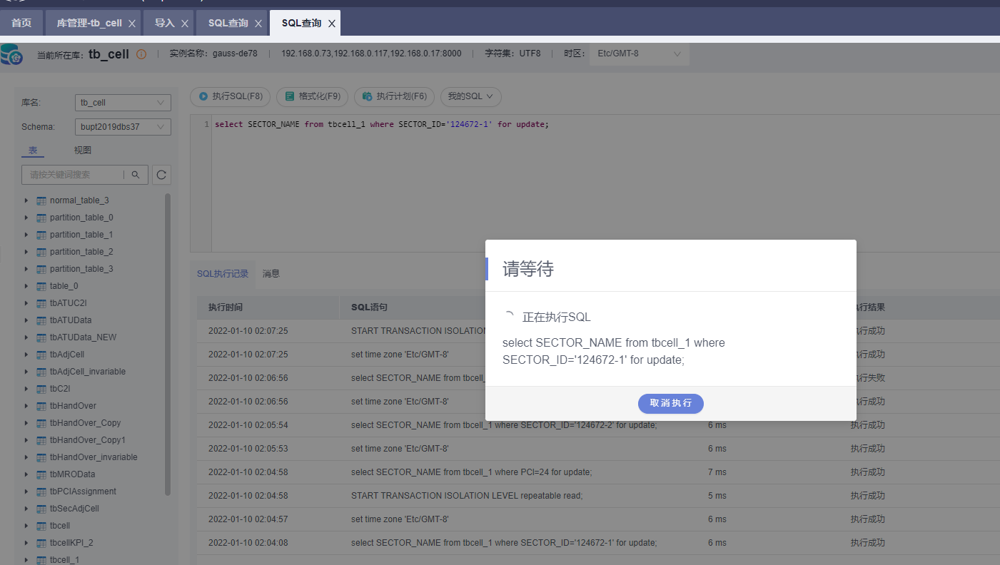 首页 库管理-tb_cell 导入 SQL查询 SQL查询
当前所在库： tb_cell 实例名称：gauss-de78 192.168.0.73,192.168.0.117,192.168.0.17:8000 字符集：UTF8 时区： Etc/GMT-8
库名: tb_cell
Schema: bupt2019dbs37
表 视图
请按关键词搜索
normal_table_3
partition_table_0
partition_table_1
partition_table_2
partition_table_3
table_0
tbATUC2I
tbATUData
tbATUData_NEW
tbAdjCell
tbAdjCell_invariable
tbC2I
tbHandOver
tbHandOver_Copy
tbHandOver_Copy1
tbHandOver_invariable
tbMROData
tbPCIAssignment
tbSecAdjCell
tbcell
tbcellKPI_2
tbcell_1
执行SQL(F8) 格式化(F9) 执行计划(F6) 我的SQL
1 select SECTOR_NAME from tbcell_1 where SECTOR_ID='124672-1' for update;
SQL执行记录 消息
执行时间 SQL语句 执行结果
2022-01-10 02:07:25 START TRANSACTION ISOLATION 执行成功
2022-01-10 02:07:25 set time zone 'Etc/GMT-8' 执行成功
2022-01-10 02:06:56 select SECTOR_NAME from tbcell_ 执行失败
2022-01-10 02:06:56 set time zone 'Etc/GMT-8' 执行成功
2022-01-10 02:05:54 select SECTOR_NAME from tbcell_1 where SECTOR_ID='124672-2' for update; 6 ms 执行成功
2022-01-10 02:05:53 set time zone 'Etc/GMT-8' 6 ms 执行成功
2022-01-10 02:04:58 select SECTOR_NAME from tbcell_1 where PCI=24 for update; 7 ms 执行成功
2022-01-10 02:04:58 START TRANSACTION ISOLATION LEVEL repeatable read; 5 ms 执行成功
2022-01-10 02:04:57 set time zone 'Etc/GMT-8' 6 ms 执行成功
2022-01-10 02:04:08 select SECTOR_NAME from tbcell_1 where SECTOR_ID='124672-1' for update; 6 ms 执行成功
请等待
正在执行SQL
select SECTOR_NAME from tbcell_1 where
SECTOR_ID='124672-1' for update;
取消执行